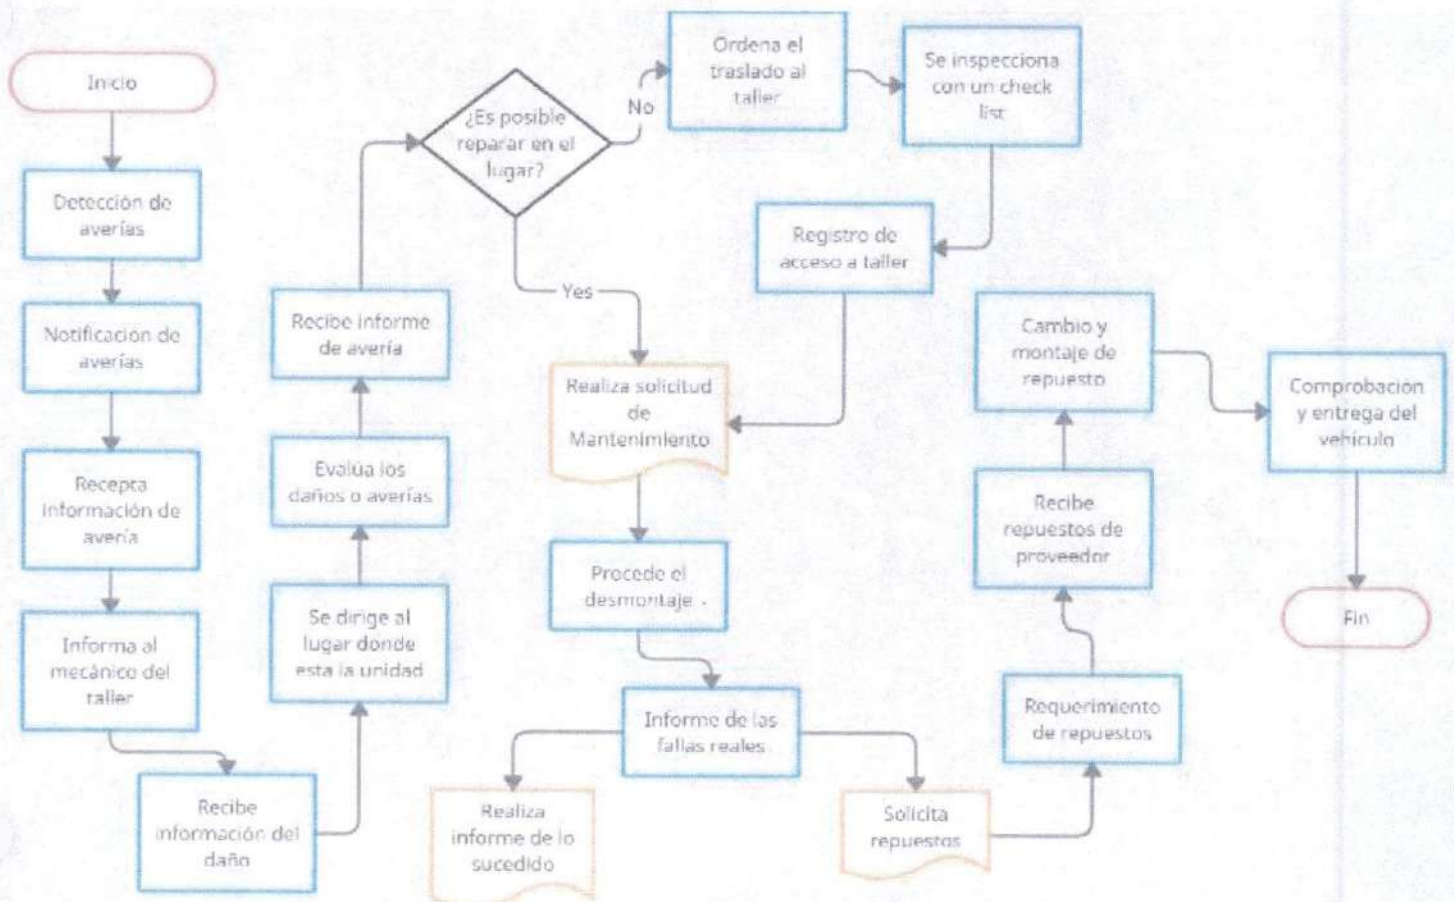 Inicio
Detección de
averías
Notificación de
averías
Recepta
información de
avería
Informa al
mecánico del
taller
Recibe
información del
daño
Se dirige al
lugar donde
esta la unidad
Evalúa los
daños o averías
Recibe informe
de avería
¿Es posible
reparar en el
lugar?
No
Ordena el
traslado al
taller
Se inspecciona
con un check
list
Registro de
acceso a taller
Yes
Realiza solicitud
de
Mantenimiento
Procede el
desmontaje .
Informe de las
fallas reales
Realiza
informe de lo
sucedido
Solicita
repuestos
Requerimiento
de repuestos
Recibe
repuestos de
proveedor
Cambio y
montaje de
repuesto
Comprobación
y entrega del
vehículo
Fin